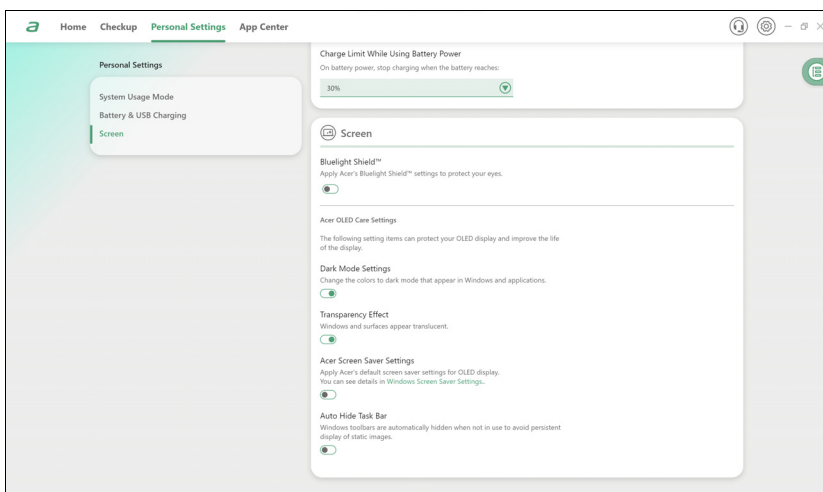 a Home Checkup Personal Settings App Center
Personal Settings
System Usage Mode
Battery & USB Charging
Screen
Charge Limit While Using Battery Power
On battery power, stop charging when the battery reaches:
30%
Screen
Bluelight Shield™
Apply Acer's Bluelight Shield™ settings to protect your eyes.
Acer OLED Care Settings
The following setting items can protect your OLED display and improve the life
of the display.
Dark Mode Settings
Change the colors to dark mode that appear in Windows and applications.
Transparency Effect
Windows and surfaces appear translucent.
Acer Screen Saver Settings
Apply Acer's default screen saver settings for OLED display.
You can see details in Windows Screen Saver Settings..
Auto Hide Task Bar
Windows toolbars are automatically hidden when not in use to avoid persistent
display of static images.